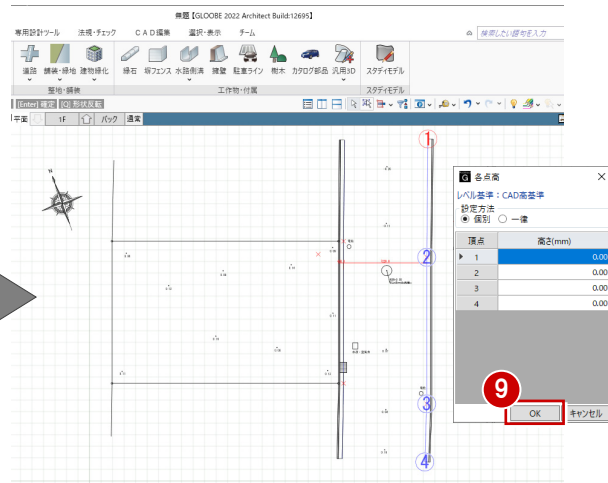 無題【GLOOBE 2022 Architect Build:12695】
専用設計ツール 法規・チェック CAD編集 選択・表示 チーム 検索したい語句を入力
道路 舗装・緑地 建物緑化 縁石 塀フェンス 水路側溝 擁壁 駐車ライン 樹木 カタログ部品 汎用3D スタディモデル
整地・舗装 工作物・付属 スタディモデル
[Enter] 確定 [Q] 形状反転
平面 1F バック 通常
N
1
2
3
4
G 各点高 ×
レベル基準：CAD高基準
設定方法
個別 一律
頂点 高さ(mm)
1 0.00
2 0.00
3 0.00
4 0.00
9
OK キャンセル